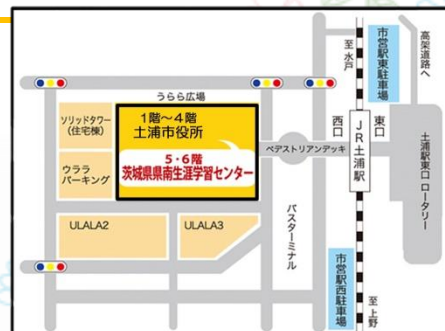 至水戸
市営駅東駐車場
高架道路へ
うらら広場
ソリッドタワー
(住宅棟)
1階~4階
土浦市役所
5・6階
茨城県県南生涯学習センター
ウララ
パーキング
ペデストリアンデッキ
西口
JR土浦駅
東口
土浦駅東口 ロータリー
ULALA2
ULALA3
バスターミナル
市営駅西駐車場
至上野